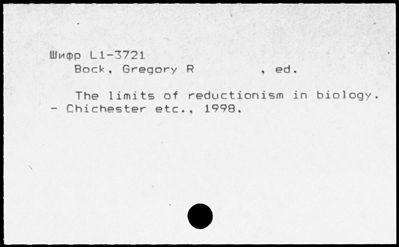 Шифр L1-3721
Bock, Gregory R , ed.
The limits of reductionism in biology.
- Chichester etc., 1998.